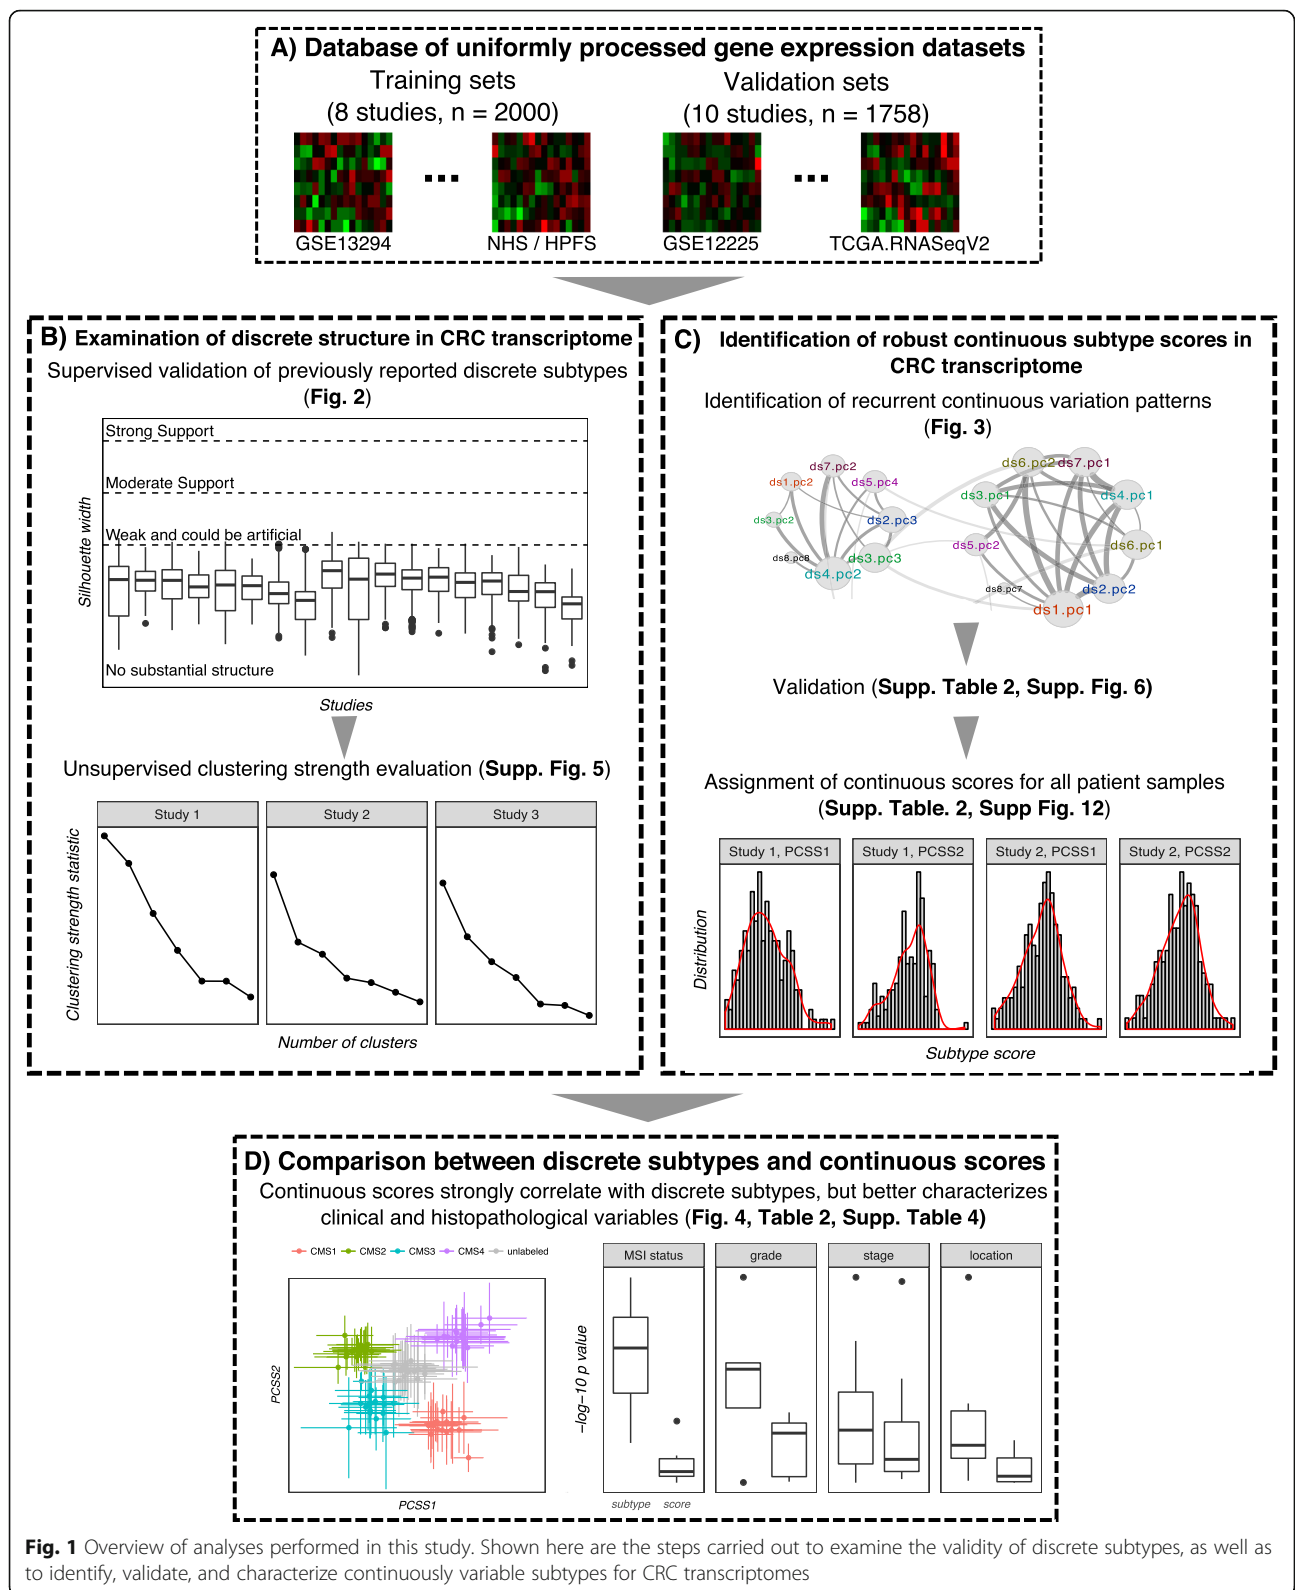 A) Database of uniformly processed gene expression datasets
Training sets
(8 studies, n = 2000)
Validation sets
(10 studies, n = 1758)
GSE13294
NHS / HPFS
GSE12225
TCGA.RNASeqV2
B) Examination of discrete structure in CRC transcriptome
Supervised validation of previously reported discrete subtypes
(Fig. 2)
Strong Support
Moderate Support
Weak and could be artificial
No substantial structure
Silhouette width
Studies
Unsupervised clustering strength evaluation (Supp. Fig. 5)
Study 1
Study 2
Study 3
Clustering strength statistic
Number of clusters
C) Identification of robust continuous subtype scores in
CRC transcriptome
Identification of recurrent continuous variation patterns
(Fig. 3)
ds7.pc2
ds1.pc2
ds5.pc4
ds3.pc2
ds2.pc3
ds8.pc8
ds3.pc3
ds4.pc2
ds6.pc2
ds7.pc1
ds3.pc1
ds4.pc1
ds5.pc2
ds6.pc1
ds8.pc7
ds2.pc2
ds1.pc1
Validation (Supp. Table 2, Supp. Fig. 6)
Assignment of continuous scores for all patient samples
(Supp. Table. 2, Supp Fig. 12)
Study 1, PCSS1
Study 1, PCSS2
Study 2, PCSS1
Study 2, PCSS2
Distribution
Subtype score
D) Comparison between discrete subtypes and continuous scores
Continuous scores strongly correlate with discrete subtypes, but better characterizes
clinical and histopathological variables (Fig. 4, Table 2, Supp. Table 4)
CMS1 CMS2 CMS3 CMS4 unlabeled
PCSS2
PCSS1
MSI status
grade
stage
location
−log−10 p value
subtype score
Fig. 1 Overview of analyses performed in this study. Shown here are the steps carried out to examine the validity of discrete subtypes, as well as
to identify, validate, and characterize continuously variable subtypes for CRC transcriptomes